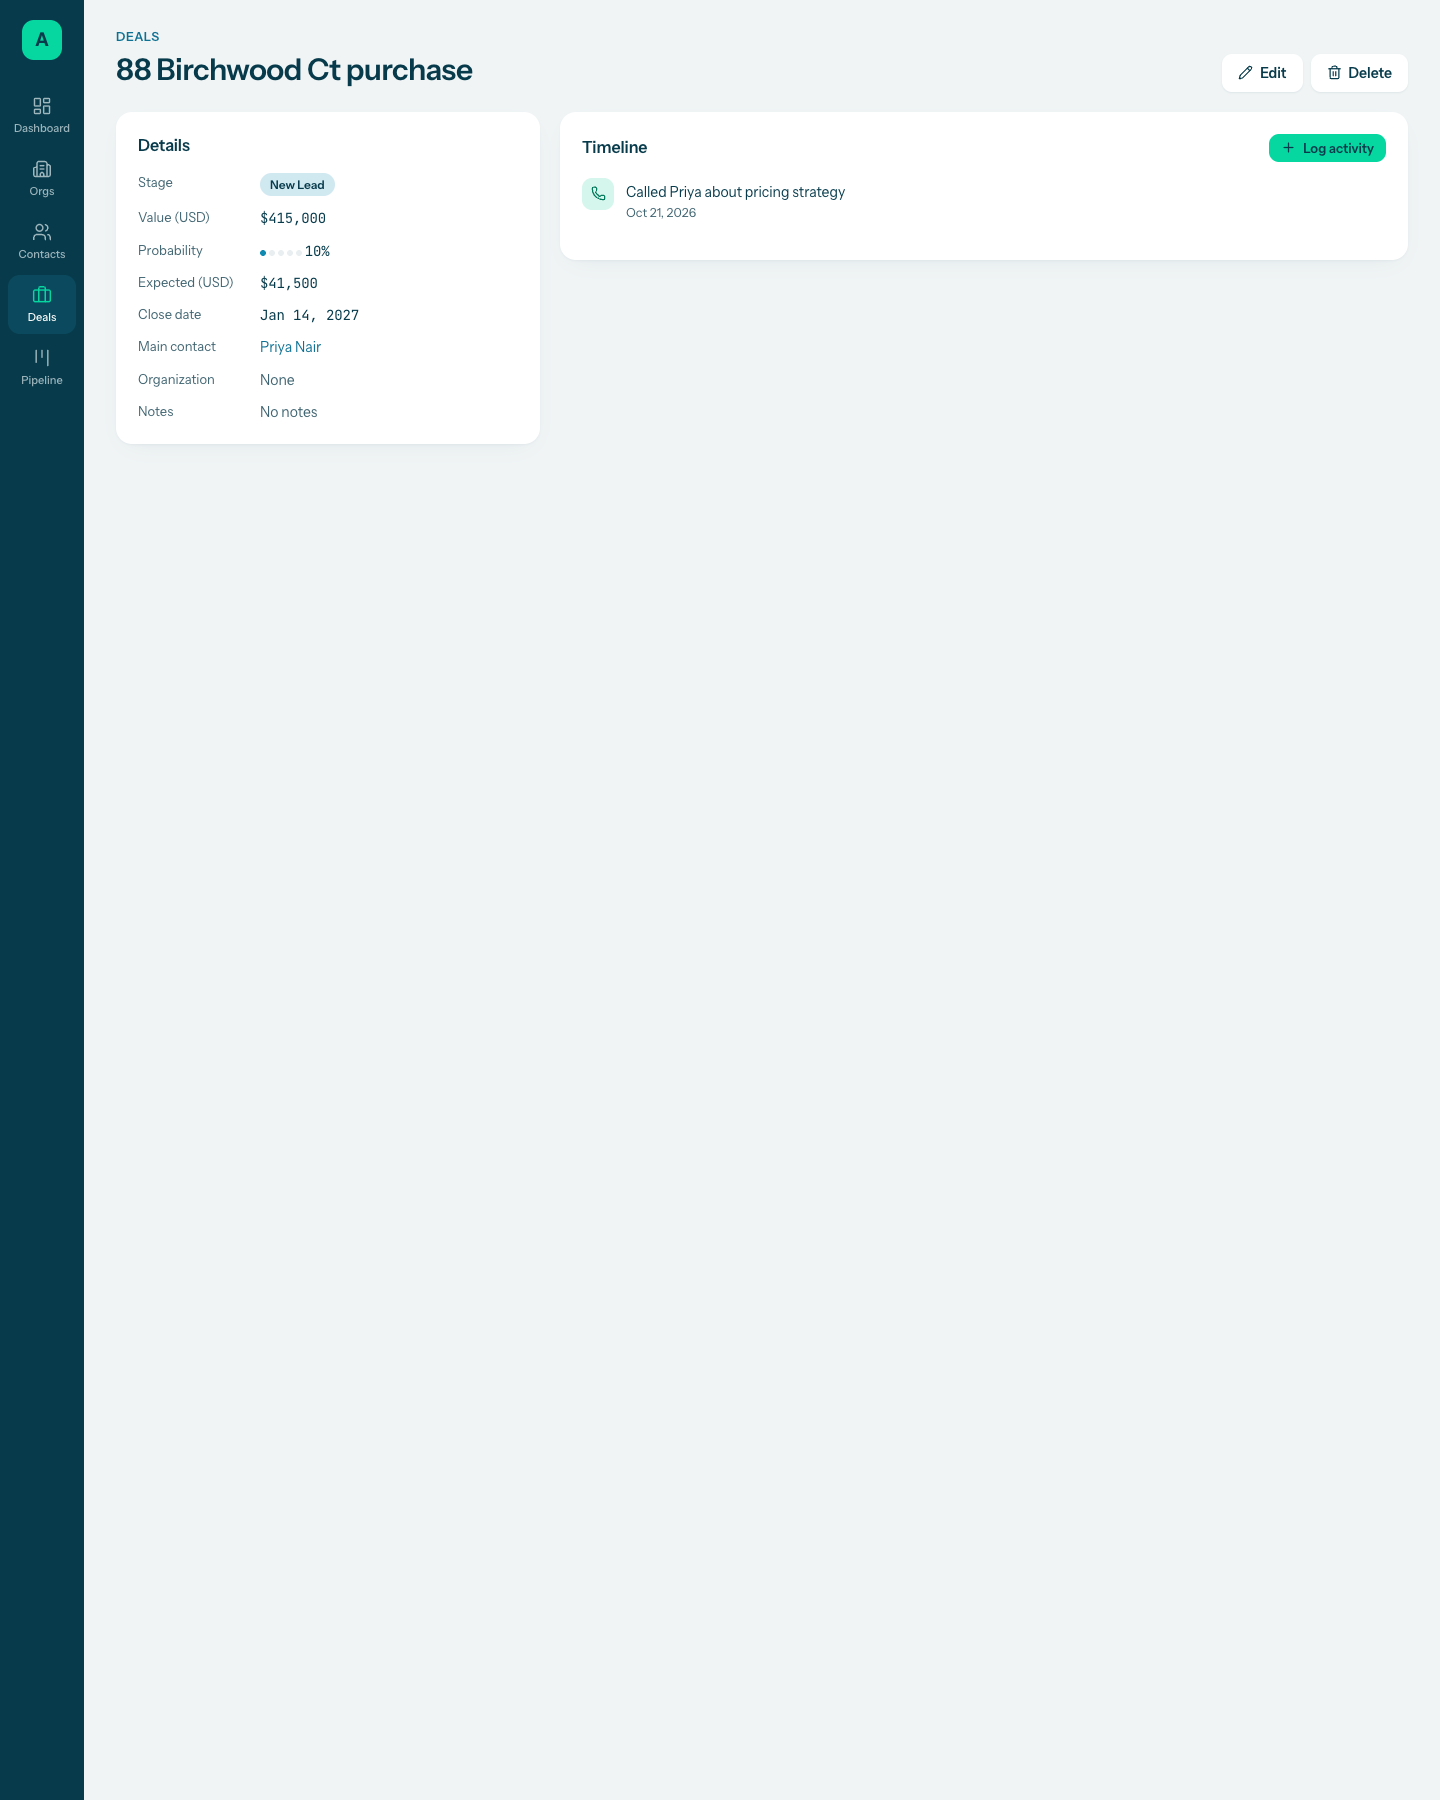 A
Dashboard
Orgs
Contacts
Deals
Pipeline
DEALS
88 Birchwood Ct purchase
Edit
Delete
Details
Stage
New Lead
Value (USD)
$415,000
Probability
10%
Expected (USD)
$41,500
Close date
Jan 14, 2027
Main contact
Priya Nair
Organization
None
Notes
No notes
Timeline
Log activity
Called Priya about pricing strategy
Oct 21, 2026